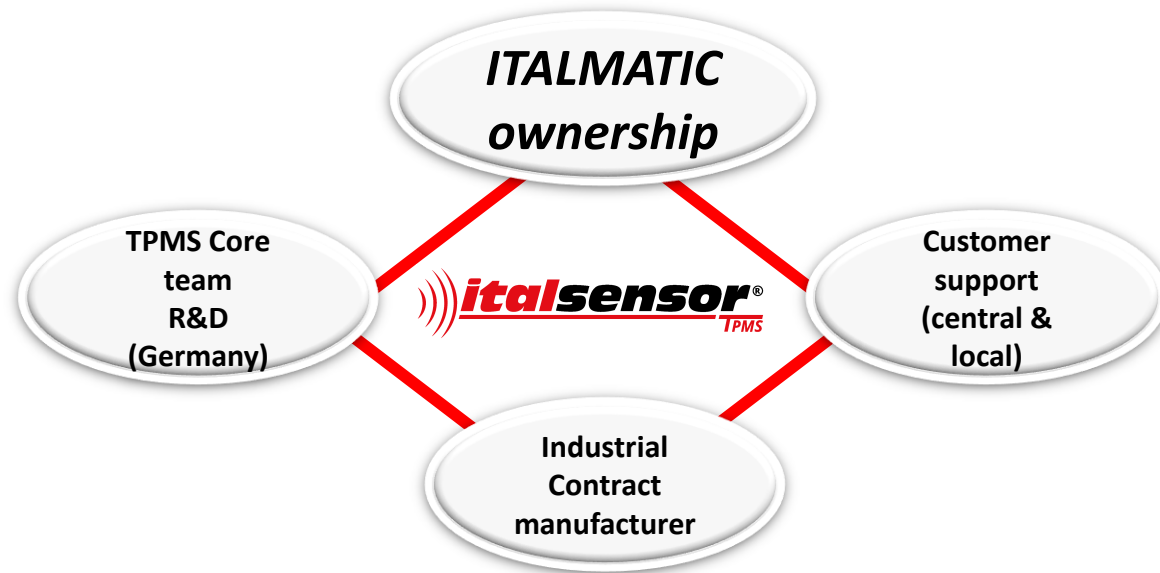 ITALMATIC
ownership
TPMS Core
team
R&D
(Germany)
italsensor®
TPMS
Customer
support
(central &
local)
Industrial
Contract
manufacturer